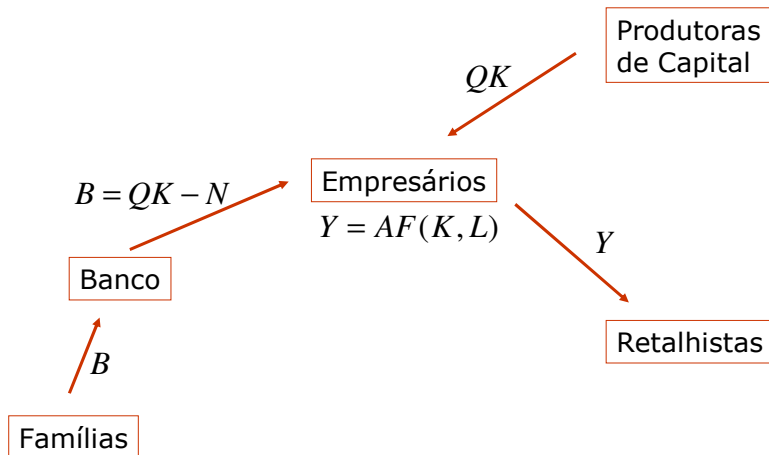 Produtoras
de Capital
QK
Empresários
B = QK − N
Y = AF(K, L)
Y
Banco
Retalhistas
B
Famílias